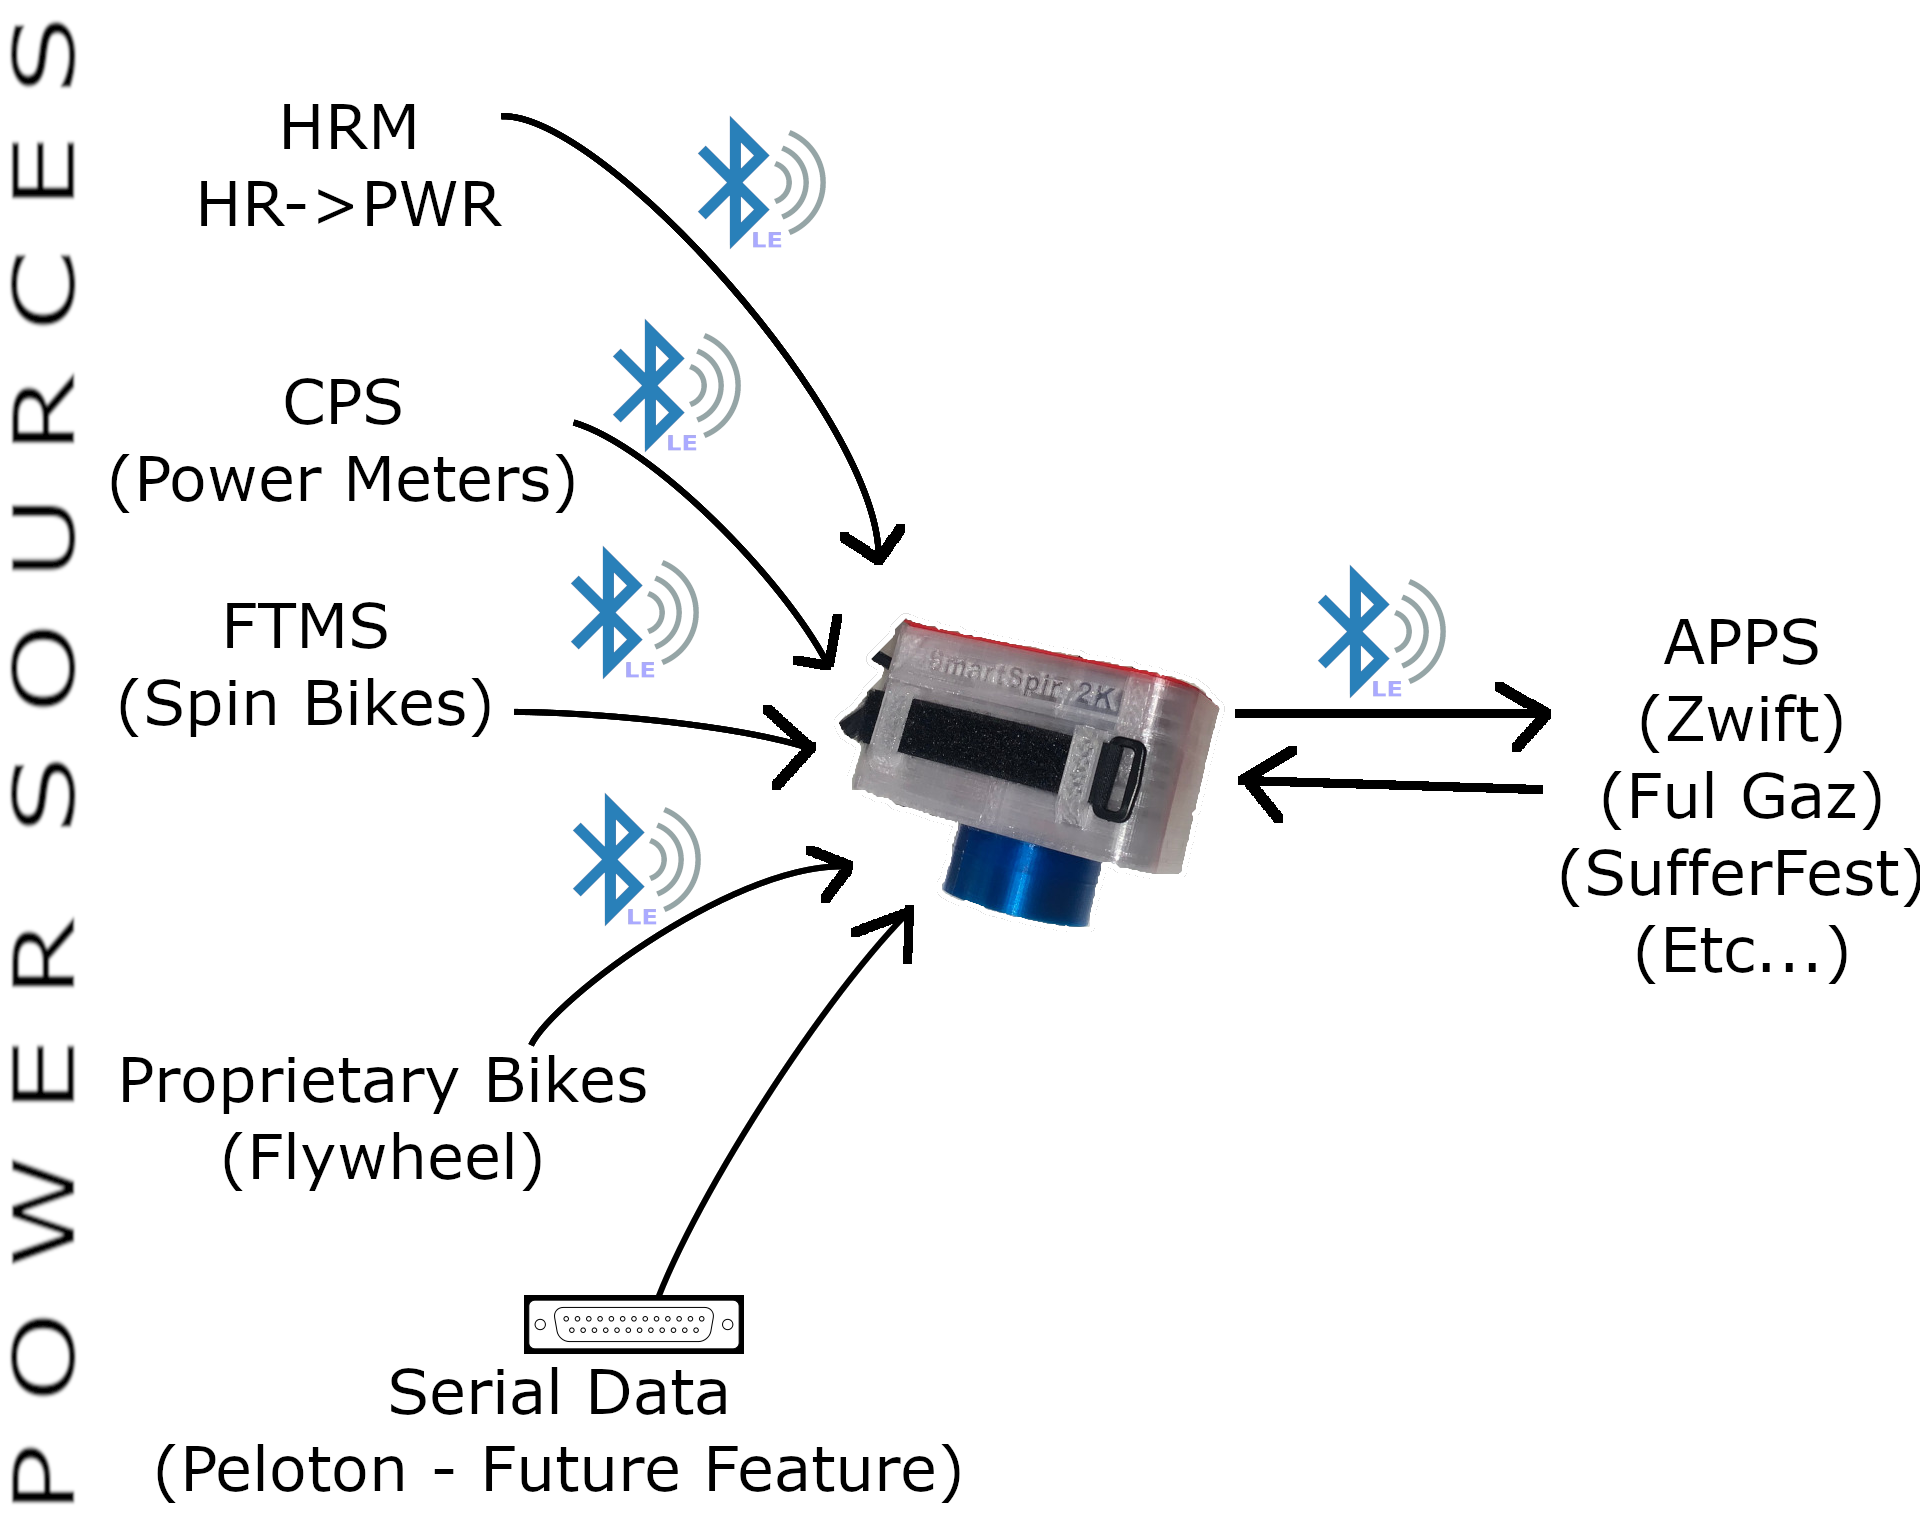 POWER SOURCES
HRM
HR->PWR
LE
CPS
(Power Meters)
LE
FTMS
(Spin Bikes)
LE
SmartSpin 2K
LE
APPS
(Zwift)
(Ful Gaz)
(SufferFest)
(Etc...)
LE
Proprietary Bikes
(Flywheel)
Serial Data
(Peloton - Future Feature)